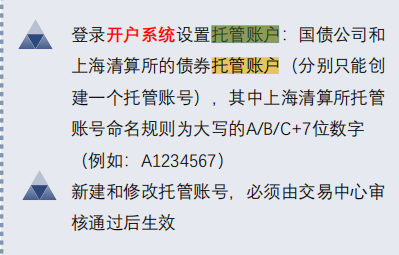 登录开户系统设置托管账户：国债公司和
上海清算所的债券托管账户（分别只能创
建一个托管账号），其中上海清算所托管
账号命名规则为大写的A/B/C+7位数字
（例如：A1234567）
新建和修改托管账号，必须由交易中心审
核通过后生效